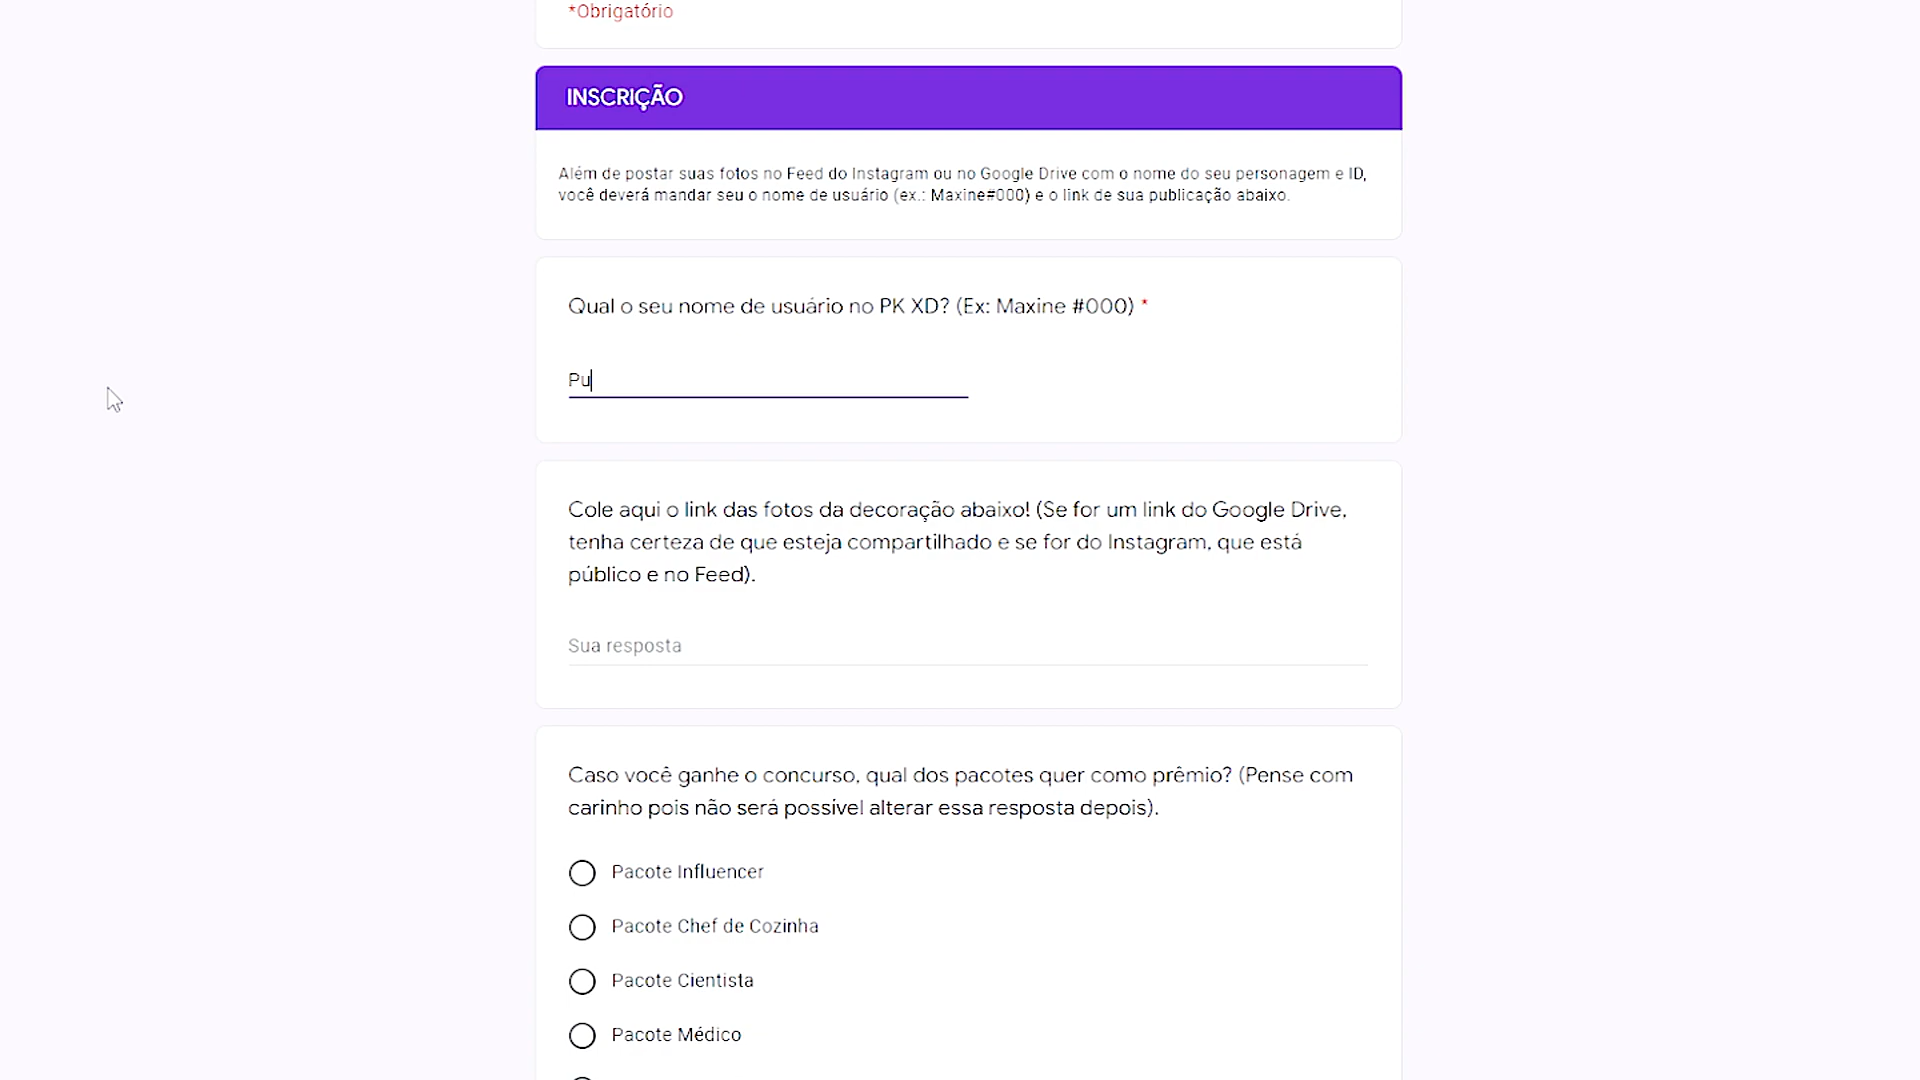 *Obrigatório
INSCRIÇÃO
Além de postar suas fotos no Feed do Instagram ou no Google Drive com o nome do seu personagem e ID,
você deverá mandar seu o nome de usuário (ex.: Maxine#000) e o link de sua publicação abaixo.
Qual o seu nome de usuário no PK XD? (Ex: Maxine #000) *
Pu
Cole aqui o link das fotos da decoração abaixo! (Se for um link do Google Drive,
tenha certeza de que esteja compartilhado e se for do Instagram, que está
público e no Feed).
Sua resposta
Caso você ganhe o concurso, qual dos pacotes quer como prêmio? (Pense com
carinho pois não será possivel alterar essa resposta depois).
Pacote Influencer
Pacote Chef de Cozinha
Pacote Cientista
Pacote Médico